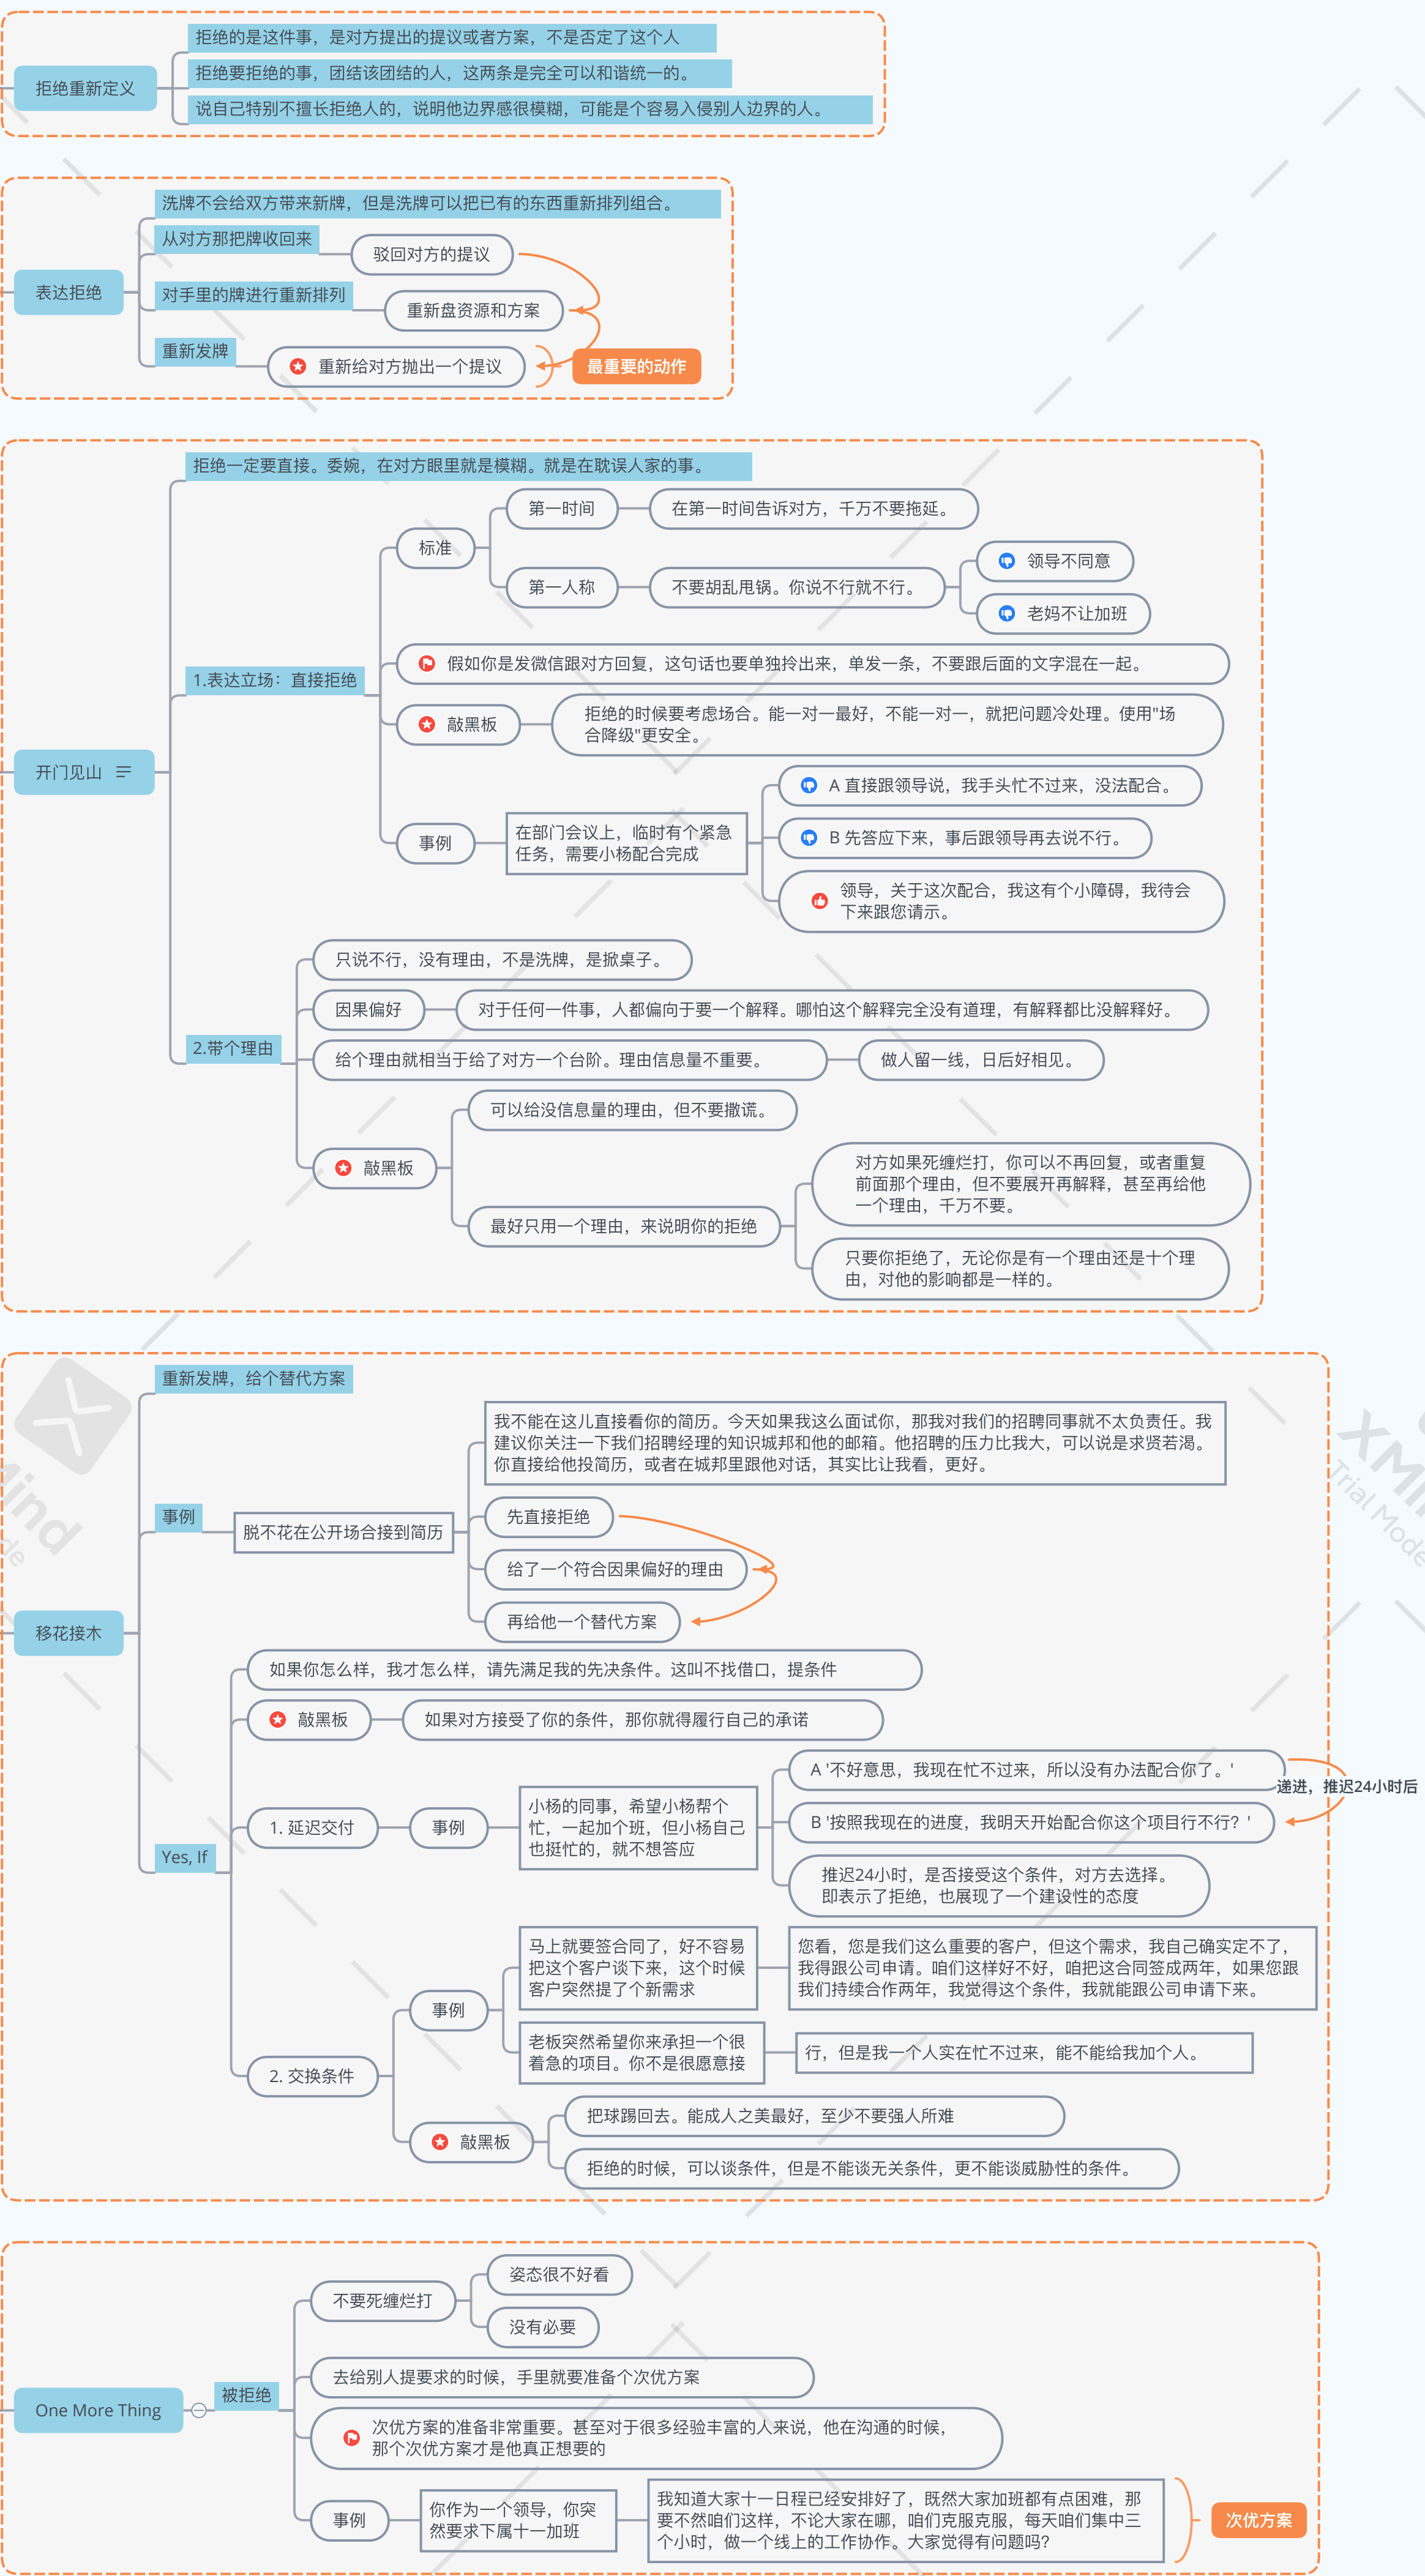 拒绝重新定义
拒绝的是这件事，是对方提出的提议或者方案，不是否定了这个人
拒绝要拒绝的事，团结该团结的人，这两条是完全可以和谐统一的。
说自己特别不擅长拒绝人的，说明他边界感很模糊，可能是个容易入侵别人边界的人。
表达拒绝
洗牌不会给双方带来新牌，但是洗牌可以把已有的东西重新排列组合。
从对方那把牌收回来
驳回对方的提议
对手里的牌进行重新排列
重新盘资源和方案
重新发牌
重新给对方抛出一个提议
最重要的动作
开门见山
拒绝一定要直接。委婉，在对方眼里就是模糊。就是在耽误人家的事。
1.表达立场：直接拒绝
标准
第一时间
在第一时间告诉对方，千万不要拖延。
第一人称
不要胡乱甩锅。你说不行就不行。
领导不同意
老妈不让加班
假如你是发微信跟对方回复，这句话也要单独拎出来，单发一条，不要跟后面的文字混在一起。
敲黑板
拒绝的时候要考虑场合。能一对一最好，不能一对一，就把问题冷处理。使用"场
合降级"更安全。
事例
在部门会议上，临时有个紧急
任务，需要小杨配合完成
A 直接跟领导说，我手头忙不过来，没法配合。
B 先答应下来，事后跟领导再去说不行。
领导，关于这次配合，我这有个小障碍，我待会
下来跟您请示。
2.带个理由
只说不行，没有理由，不是洗牌，是掀桌子。
因果偏好
对于任何一件事，人都偏向于要一个解释。哪怕这个解释完全没有道理，有解释都比没解释好。
给个理由就相当于给了对方一个台阶。理由信息量不重要。
做人留一线，日后好相见。
敲黑板
可以给没信息量的理由，但不要撒谎。
最好只用一个理由，来说明你的拒绝
对方如果死缠烂打，你可以不再回复，或者重复
前面那个理由，但不要展开再解释，甚至再给他
一个理由，千万不要。
只要你拒绝了，无论你是有一个理由还是十个理
由，对他的影响都是一样的。
移花接木
重新发牌，给个替代方案
事例
脱不花在公开场合接到简历
我不能在这儿直接看你的简历。今天如果我这么面试你，那我对我们的招聘同事就不太负责任。我
建议你关注一下我们招聘经理的知识城邦和他的邮箱。他招聘的压力比我大，可以说是求贤若渴。
你直接给他投简历，或者在城邦里跟他对话，其实比让我看，更好。
先直接拒绝
给了一个符合因果偏好的理由
再给他一个替代方案
Yes, If
如果你怎么样，我才怎么样，请先满足我的先决条件。这叫不找借口，提条件
敲黑板
如果对方接受了你的条件，那你就得履行自己的承诺
1. 延迟交付
事例
小杨的同事，希望小杨帮个
忙，一起加个班，但小杨自己
也挺忙的，就不想答应
A '不好意思，我现在忙不过来，所以没有办法配合你了。'
递进，推迟24小时后
B '按照我现在的进度，我明天开始配合你这个项目行不行？'
推迟24小时，是否接受这个条件，对方去选择。
即表示了拒绝，也展现了一个建设性的态度
2. 交换条件
事例
马上就要签合同了，好不容易
把这个客户谈下来，这个时候
客户突然提了个新需求
您看，您是我们这么重要的客户，但这个需求，我自己确实定不了，
我得跟公司申请。咱们这样好不好，咱把这合同签成两年，如果您跟
我们持续合作两年，我觉得这个条件，我就能跟公司申请下来。
老板突然希望你来承担一个很
着急的项目。你不是很愿意接
行，但是我一个人实在忙不过来，能不能给我加个人。
敲黑板
把球踢回去。能成人之美最好，至少不要强人所难
拒绝的时候，可以谈条件，但是不能谈无关条件，更不能谈威胁性的条件。
One More Thing
被拒绝
不要死缠烂打
姿态很不好看
没有必要
去给别人提要求的时候，手里就要准备个次优方案
次优方案的准备非常重要。甚至对于很多经验丰富的人来说，他在沟通的时候，
那个次优方案才是他真正想要的
事例
你作为一个领导，你突
然要求下属十一加班
我知道大家十一日程已经安排好了，既然大家加班都有点困难，那
要不然咱们这样，不论大家在哪，咱们克服克服，每天咱们集中三
个小时，做一个线上的工作协作。大家觉得有问题吗？
次优方案